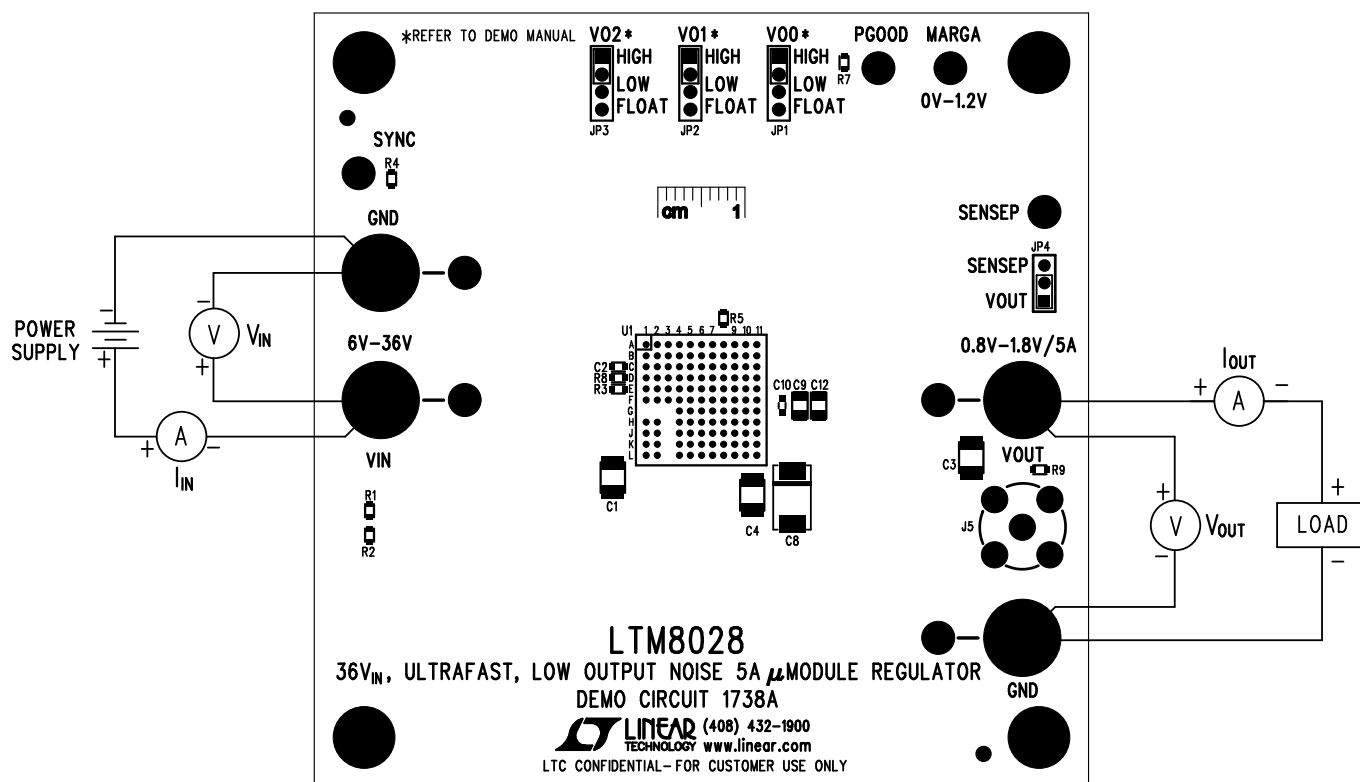 *REFER TO DEMO MANUAL
VO2* VO1* VO0* PGOOD MARGA
HIGH HIGH HIGH
LOW LOW LOW
FLOAT FLOAT FLOAT
R7
0V-1.2V
JP3 JP2 JP1
SYNC
R4
cm 1
GND
SENSEP
JP4
SENSEP
VOUT
POWER
SUPPLY
- +
V
- +
VIN
6V-36V
R5
U1 1 2 3 4 5 6 7 9 10 11
A
B
C
D
E
F
G
H
J
K
L
C2
R8
R3
C10 C9 C12
0.8V-1.8V/5A
IOUT
+ A -
+ A -
IIN
VIN
VOUT
C3
R9
R1
R2
C1
C4
C8
J5
+
V
-
VOUT
+
LOAD
-
LTM8028
36VIN, ULTRAFAST, LOW OUTPUT NOISE 5A µMODULE REGULATOR
DEMO CIRCUIT 1738A
GND
LINEAR (408) 432-1900
TECHNOLOGY www.linear.com
LTC CONFIDENTIAL-FOR CUSTOMER USE ONLY